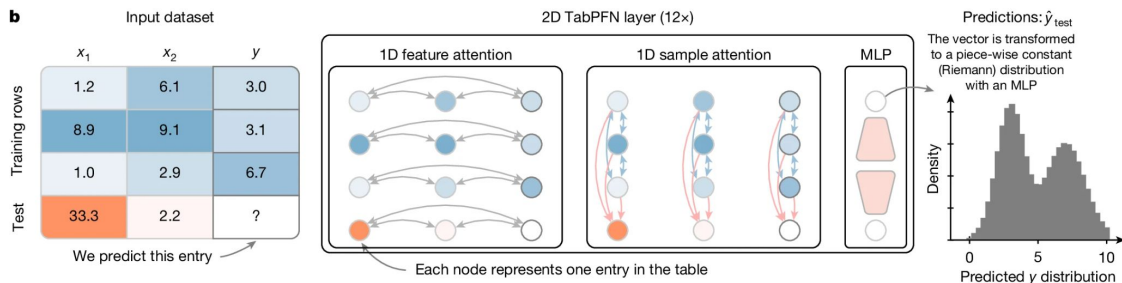 b
Input dataset
x1 x2 y
Training rows
1.2 6.1 3.0
8.9 9.1 3.1
1.0 2.9 6.7
Test
33.3 2.2 ?
We predict this entry
2D TabPFN layer (12×)
1D feature attention
1D sample attention
MLP
Each node represents one entry in the table
Predictions: ŷtest
The vector is transformed
to a piece-wise constant
(Riemann) distribution
with an MLP
Density
0 5 10
Predicted y distribution